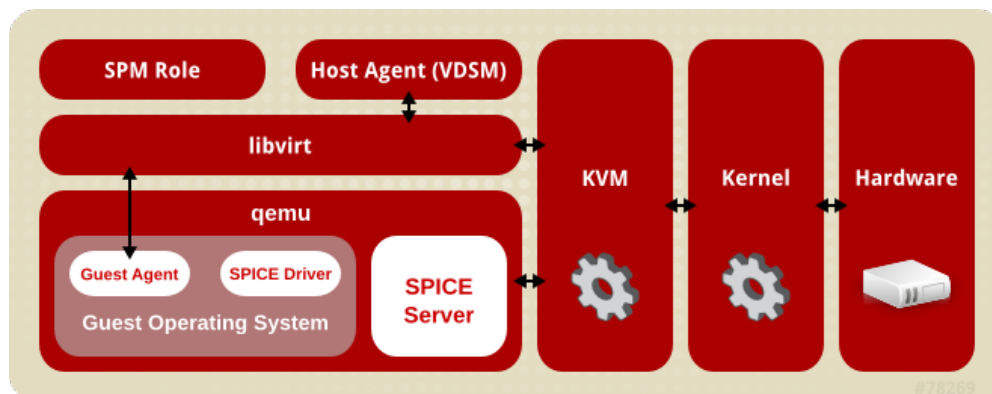 SPM Role
Host Agent (VDSM)
libvirt
qemu
Guest Agent
SPICE Driver
Guest Operating System
SPICE
Server
KVM
Kernel
Hardware
#78269